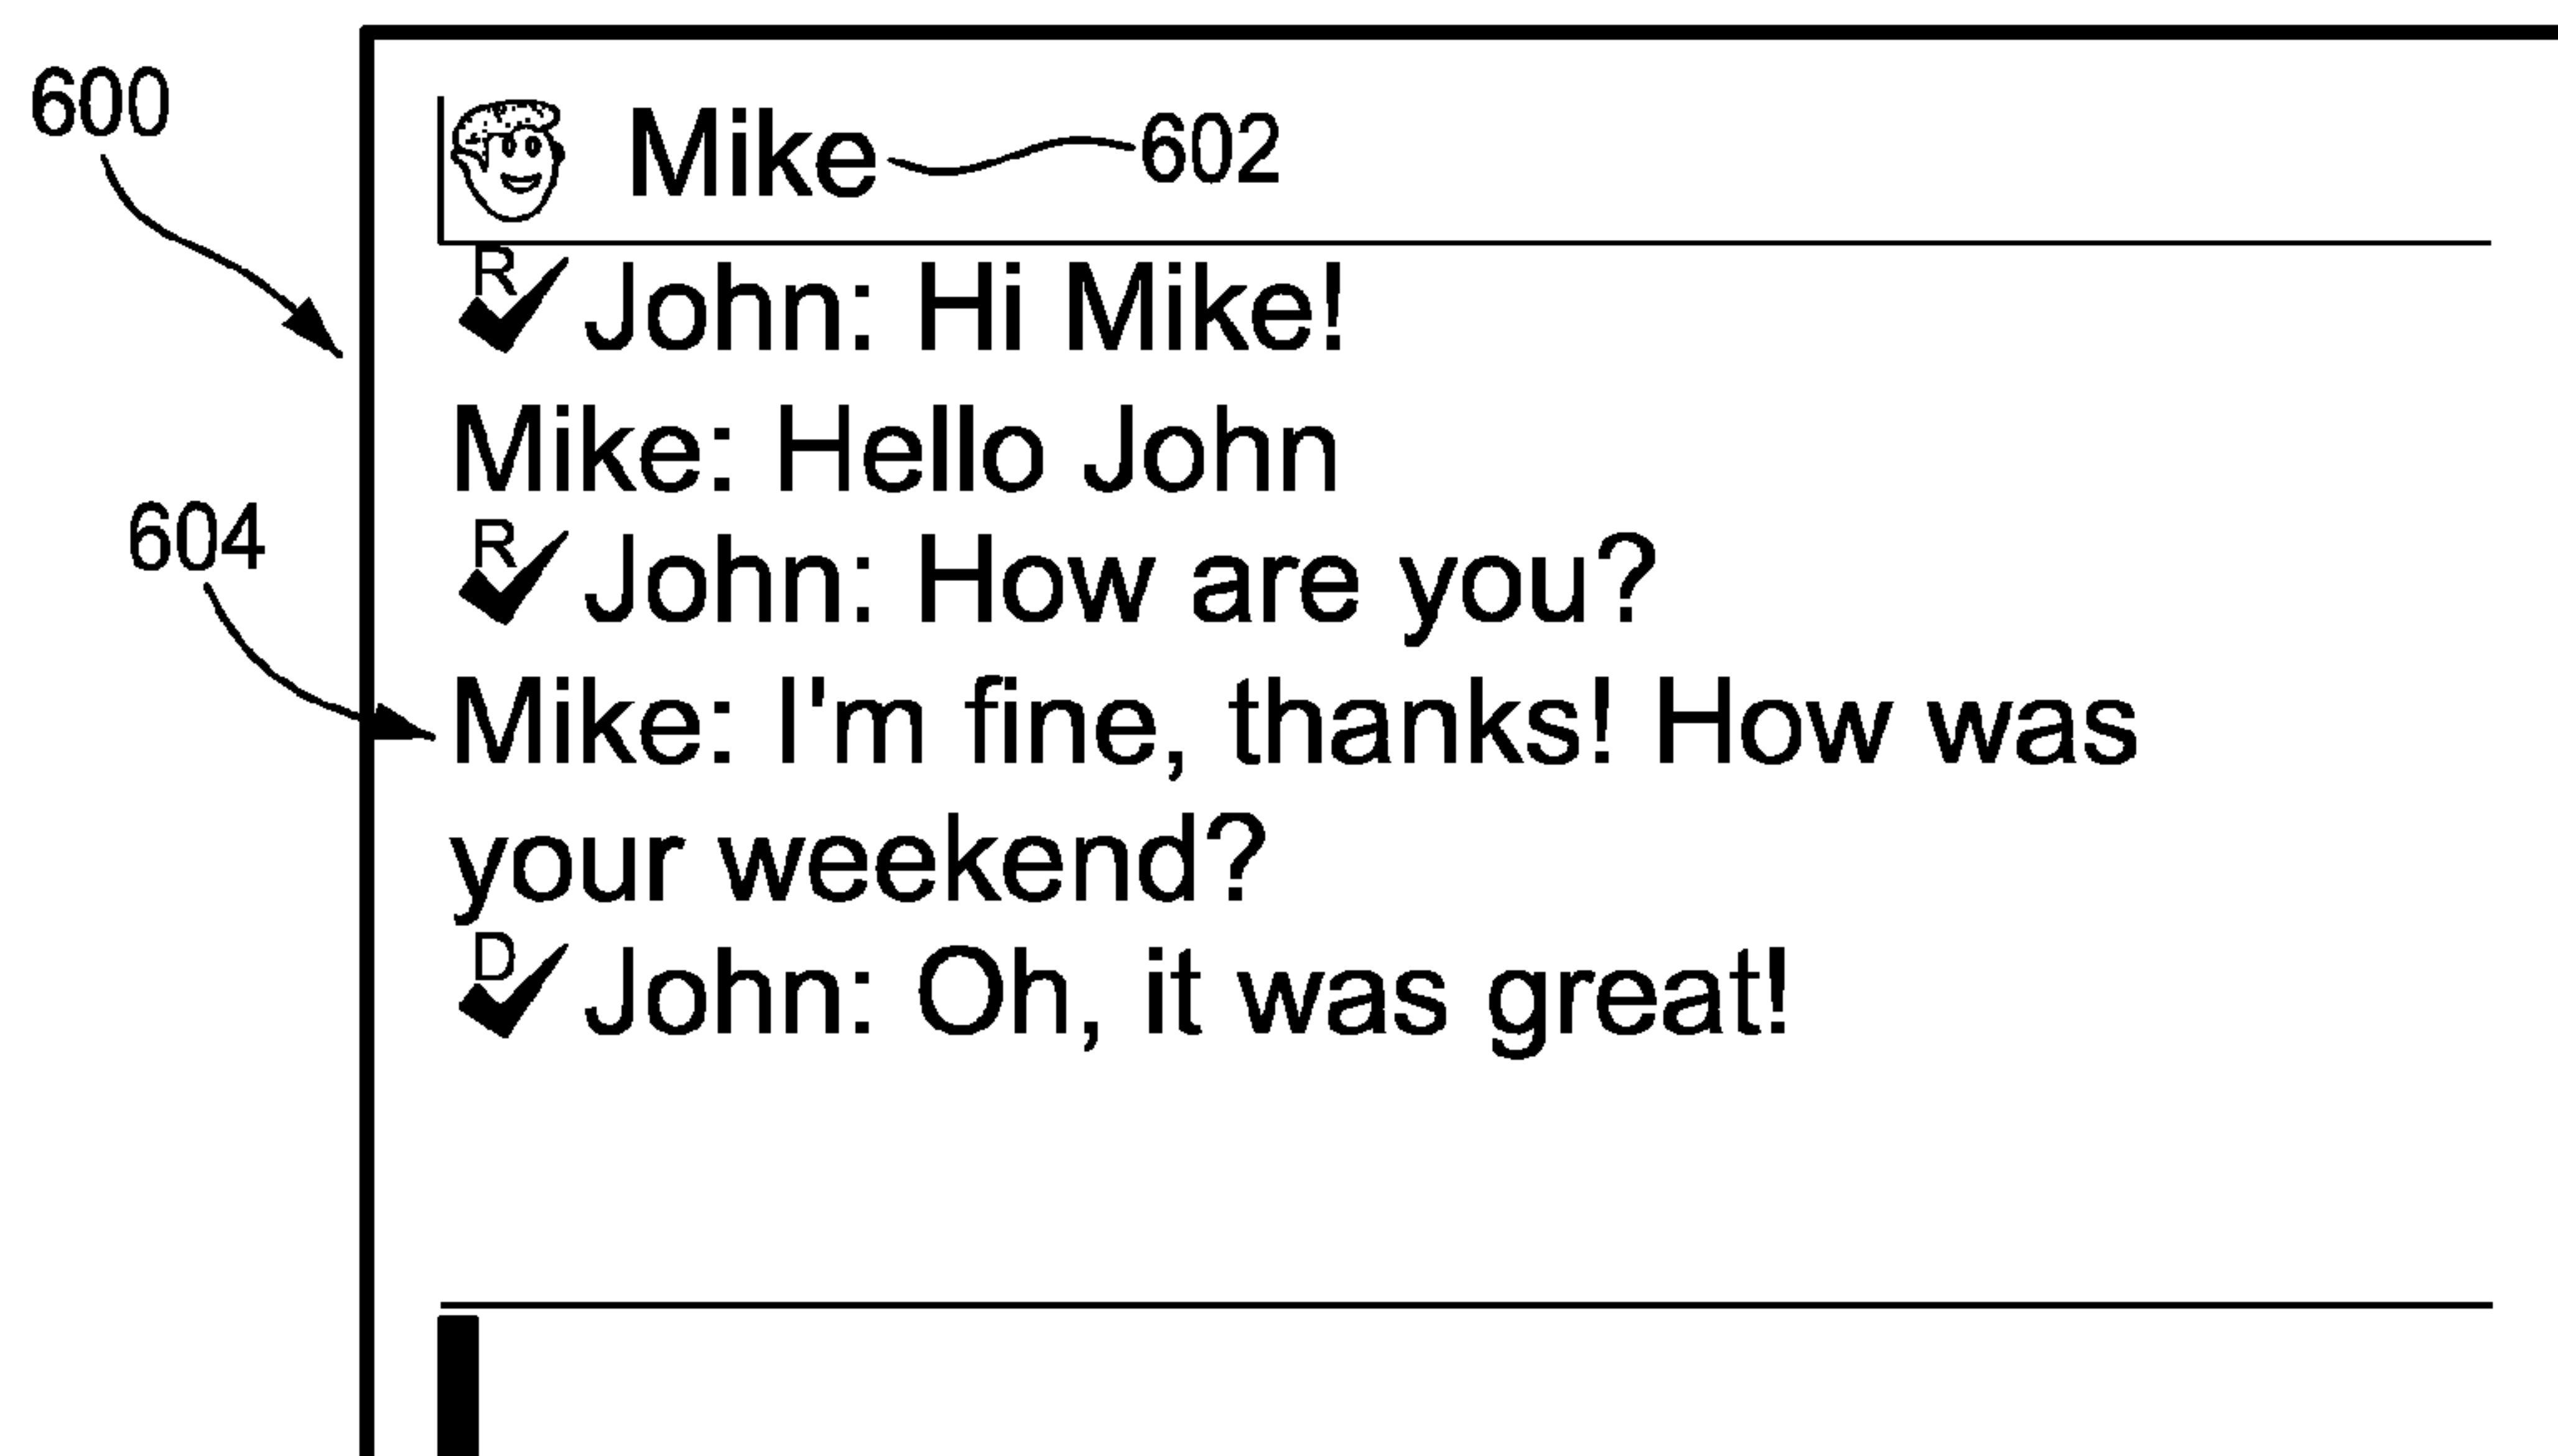 600
Mike 602
R✓ John: Hi Mike!
Mike: Hello John
R✓ John: How are you?
604
Mike: I'm fine, thanks! How was
your weekend?
D✓ John: Oh, it was great!